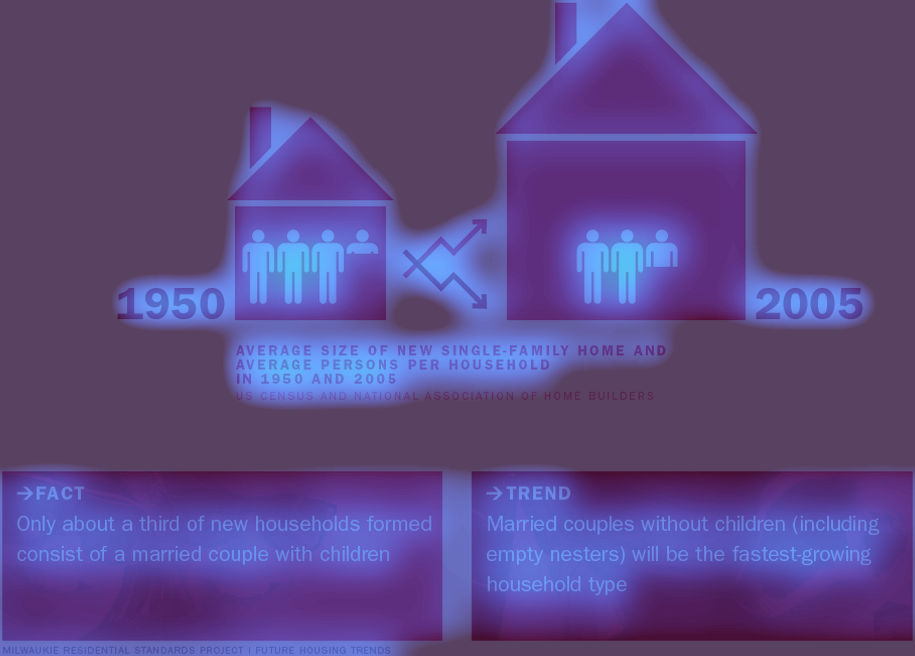 1950
2005
AVERAGE SIZE OF NEW SINGLE-FAMILY HOME AND
AVERAGE PERSONS PER HOUSEHOLD
IN 1950 AND 2005
US CENSUS AND NATIONAL ASSOCIATION OF HOME BUILDERS
→FACT
Only about a third of new households formed
consist of a married couple with children
→TREND
Married couples without children (including
empty nesters) will be the fastest-growing
household type
MILWAUKIE RESIDENTIAL STANDARDS PROJECT | FUTURE HOUSING TRENDS